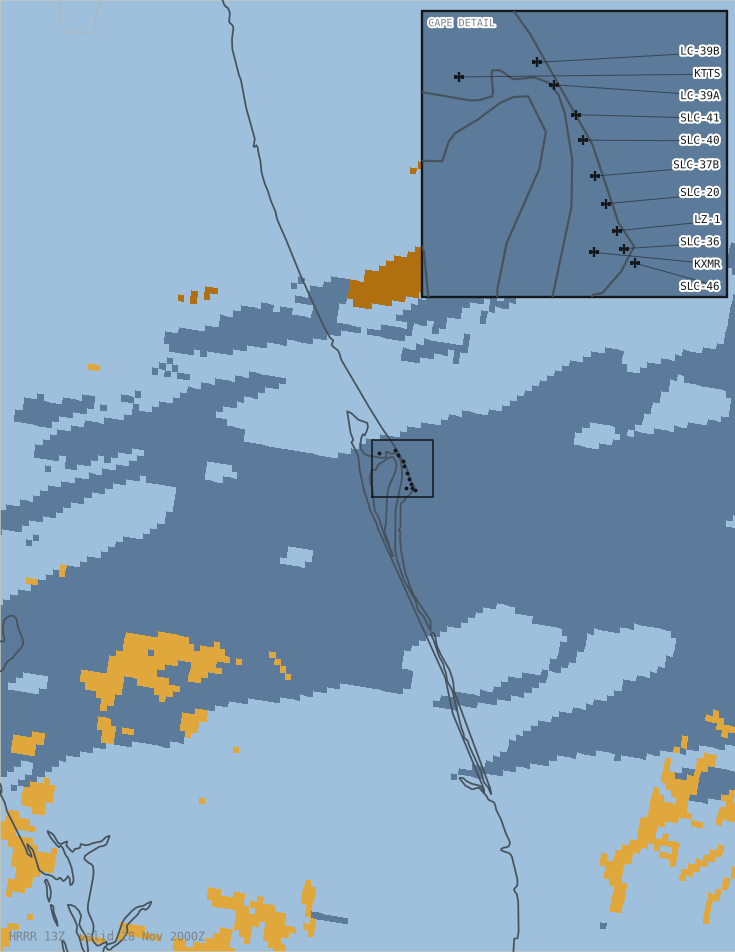 CAPE DETAIL
LC-39B
KTTS
LC-39A
SLC-41
SLC-40
SLC-37B
SLC-20
LZ-1
SLC-36
KXMR
SLC-46
HRRR 13Z valid 28 Nov 2000Z